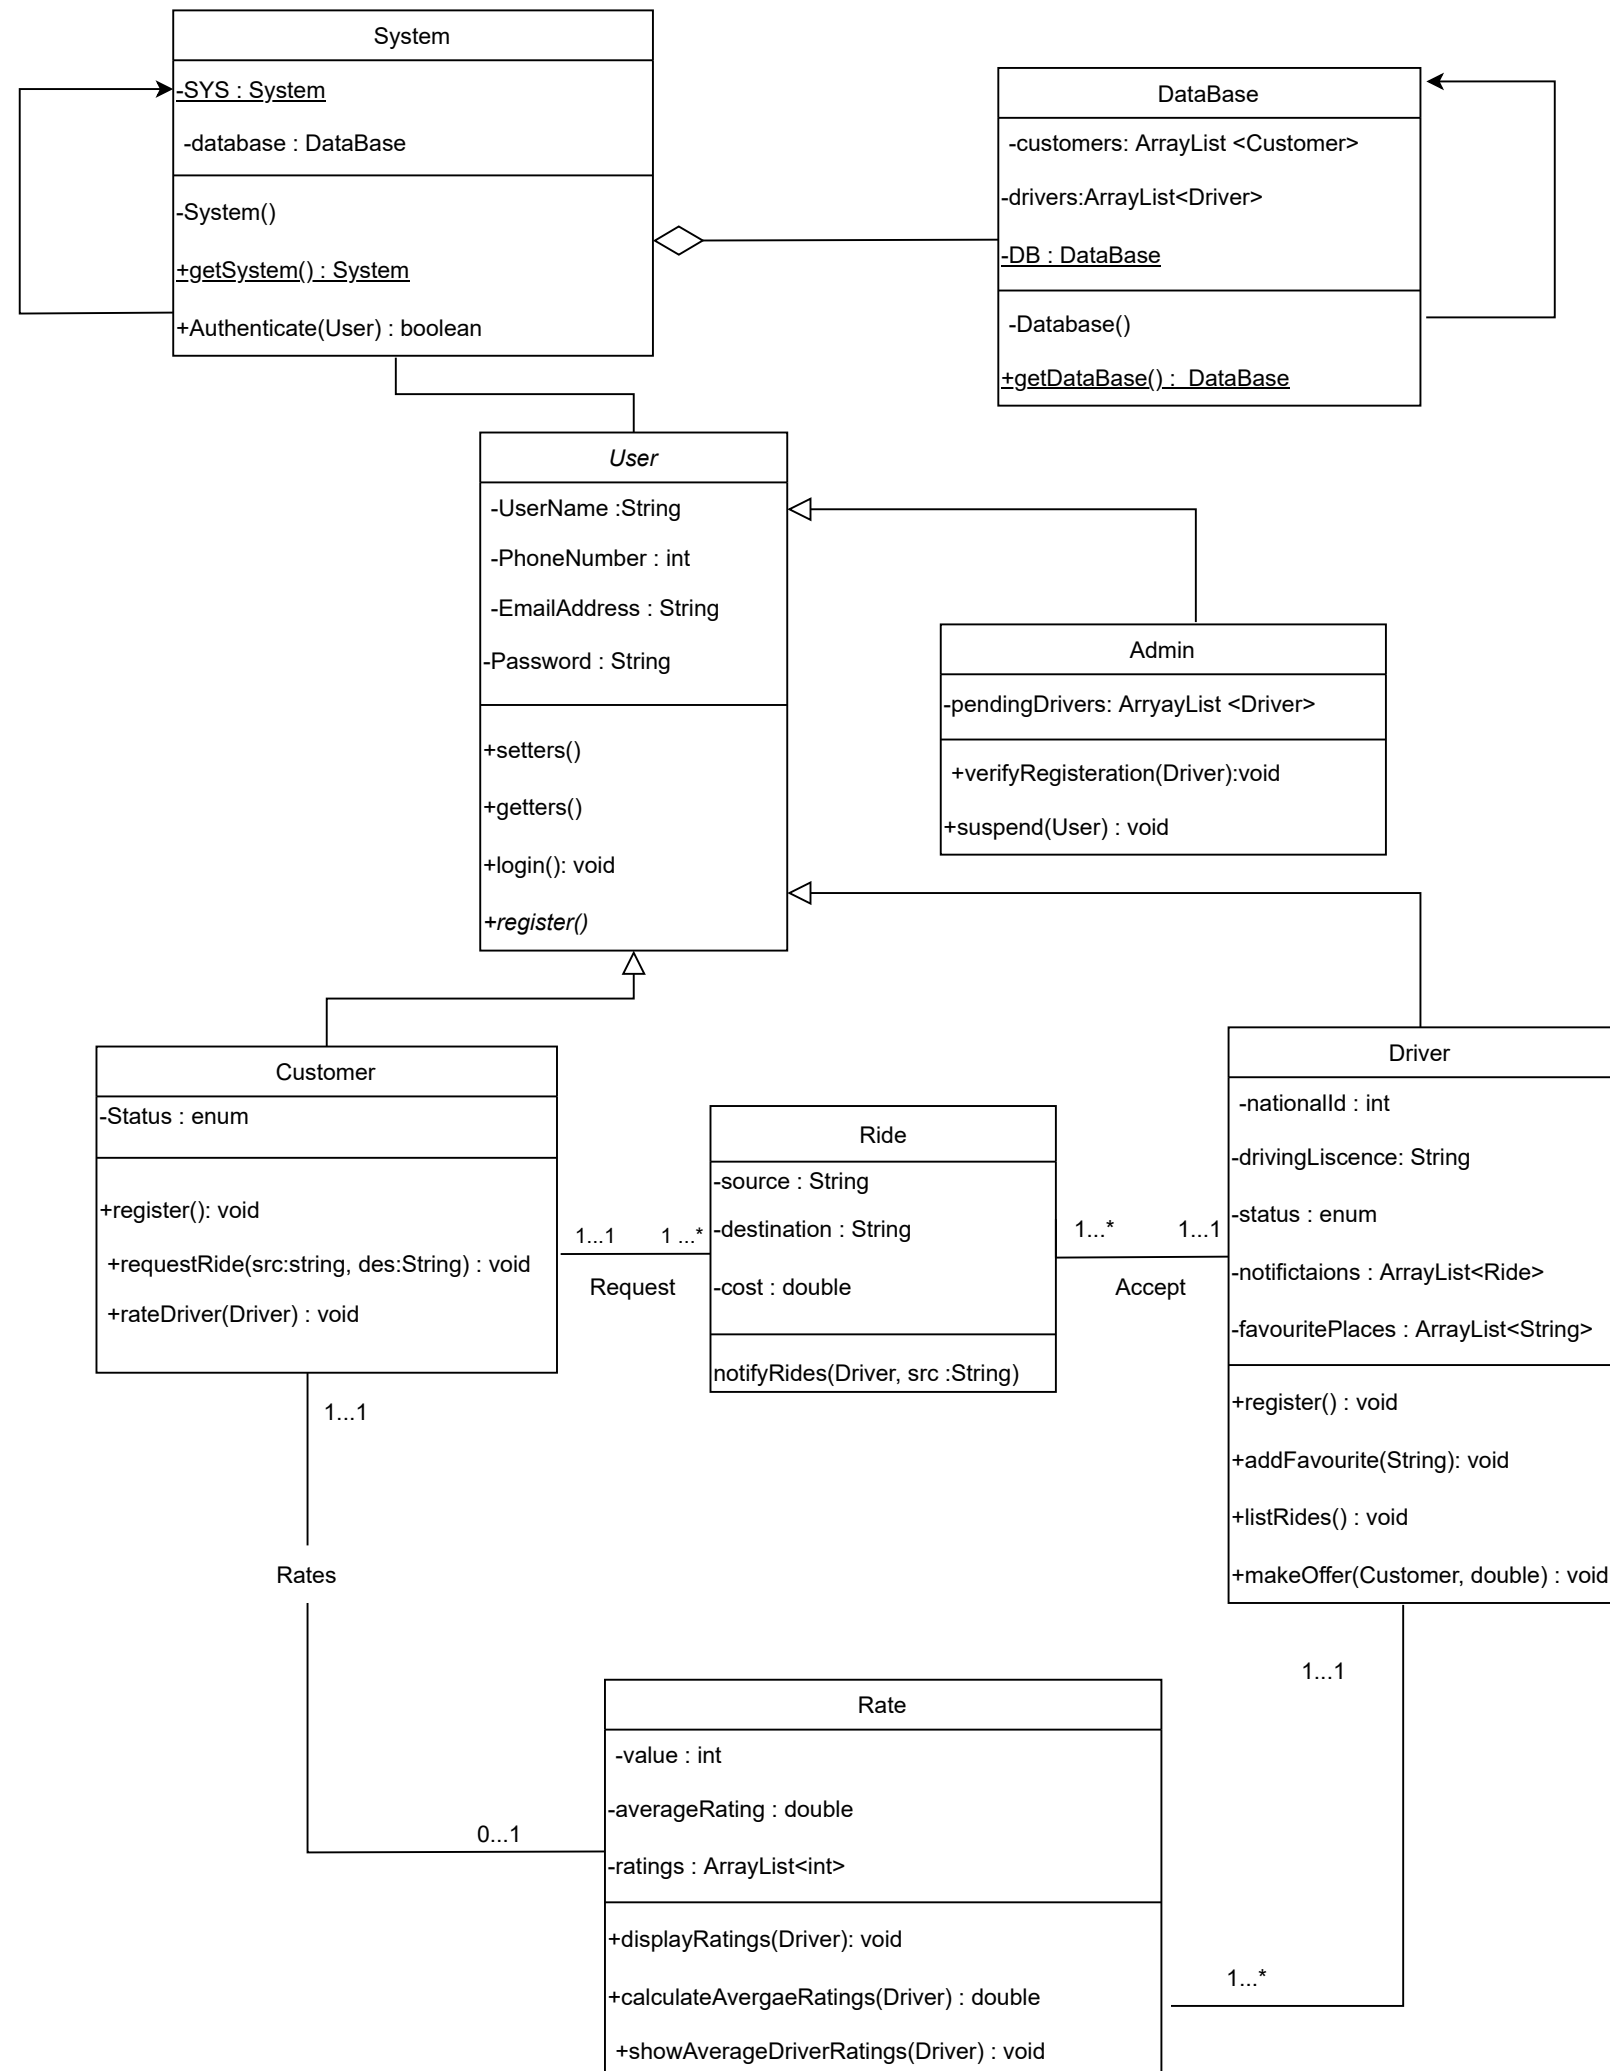 System
-SYS : System
-database : DataBase
-System()
+getSystem() : System
+Authenticate(User) : boolean
DataBase
-customers: ArrayList <Customer>
-drivers:ArrayList<Driver>
-DB : DataBase
-Database()
+getDataBase() :  DataBase
User
-UserName :String
-PhoneNumber : int
-EmailAddress : String
-Password : String
+setters()
+getters()
+login(): void
+register()
Admin
-pendingDrivers: ArryayList <Driver>
+verifyRegisteration(Driver):void
+suspend(User) : void
Customer
-Status : enum
+register(): void
+requestRide(src:string, des:String) : void
+rateDriver(Driver) : void
1...1
1 ...*
Request
Ride
-source : String
-destination : String
-cost : double
notifyRides(Driver, src :String)
1...*
1...1
Accept
Driver
-nationalId : int
-drivingLiscence: String
-status : enum
-notifictaions : ArrayList<Ride>
-favouritePlaces : ArrayList<String>
+register() : void
+addFavourite(String): void
+listRides() : void
+makeOffer(Customer, double) : void
1...1
Rates
0...1
1...1
1...*
Rate
-value : int
-averageRating : double
-ratings : ArrayList<int>
+displayRatings(Driver): void
+calculateAvergaeRatings(Driver) : double
+showAverageDriverRatings(Driver) : void